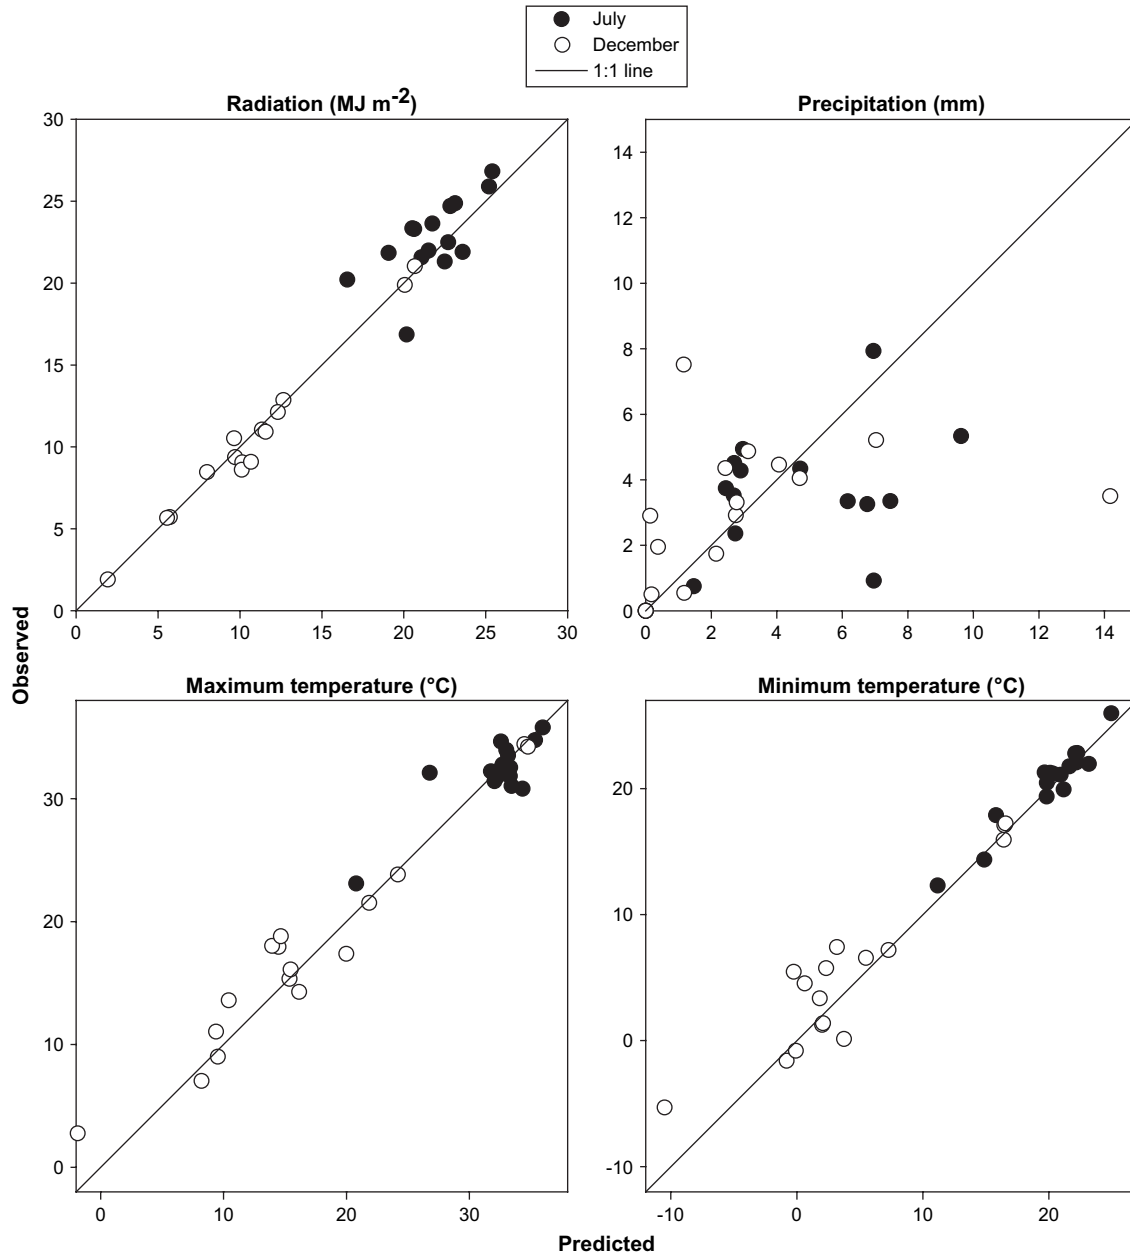 July
December
1:1 line
Radiation (MJ m-2)
30
25
20
15
10
5
0
0 5 10 15 20 25 30
Precipitation (mm)
14
12
10
8
6
4
2
0
0 2 4 6 8 10 12 14
Observed
Maximum temperature (°C)
30
20
10
0
0 10 20 30
Minimum temperature (°C)
20
10
0
-10
-10 0 10 20
Predicted